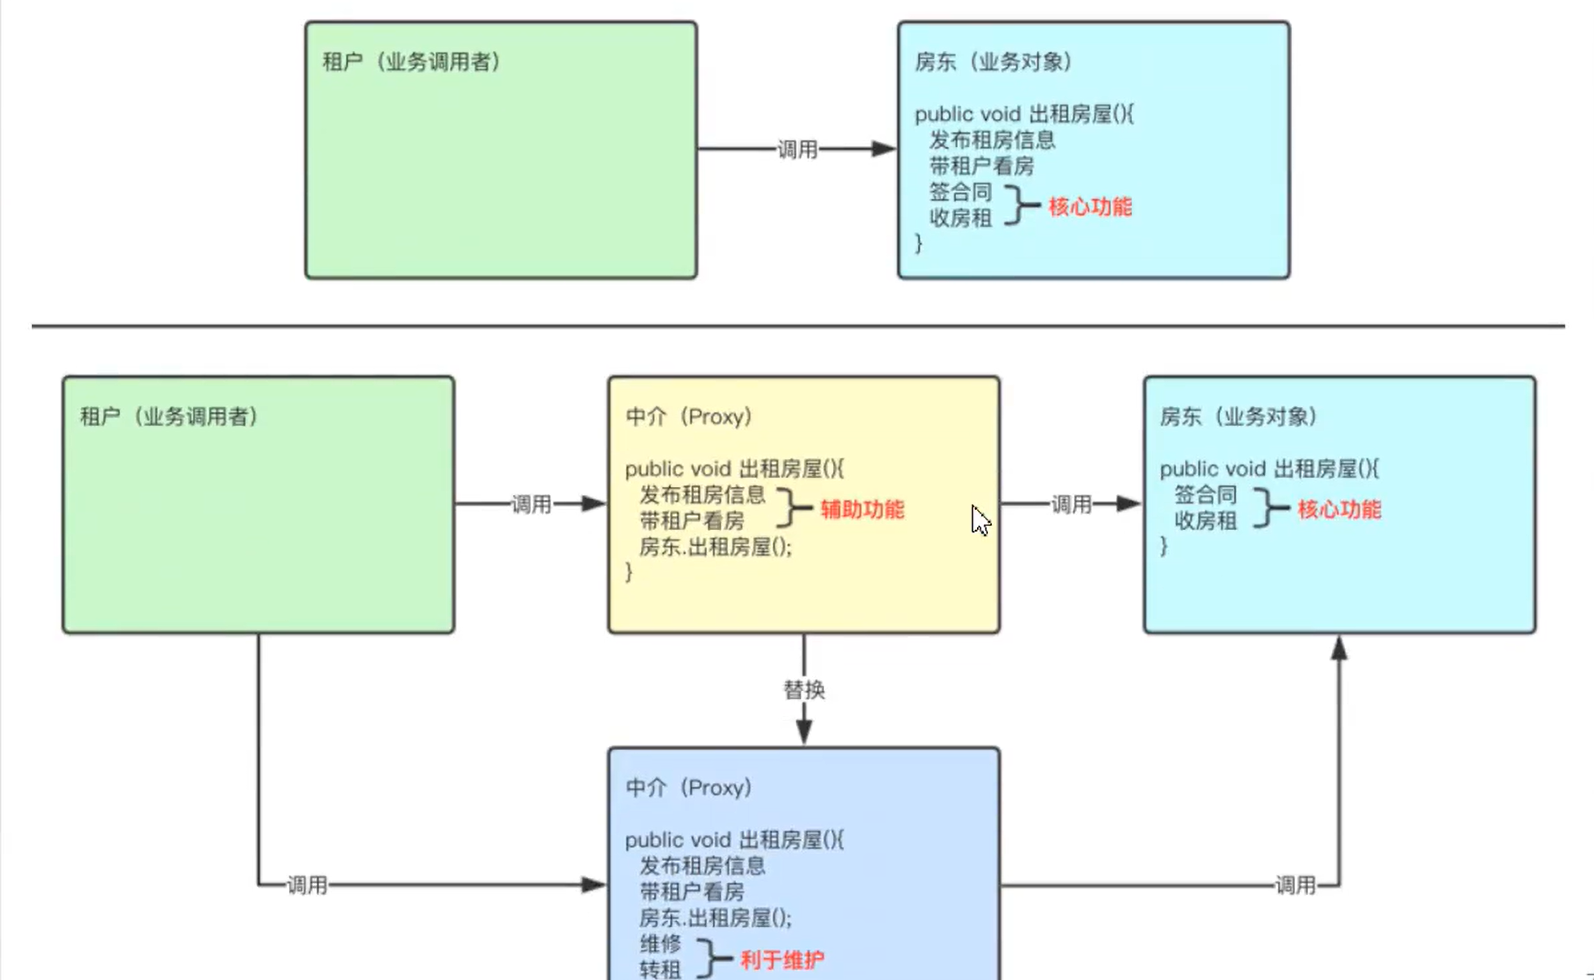 租户（业务调用者）
调用
房东（业务对象）
public void 出租房屋(){
发布租房信息
带租户看房
签合同
收房租
核心功能
}
租户（业务调用者）
调用
中介（Proxy）
public void 出租房屋(){
发布租房信息
带租户看房
辅助功能
房东.出租房屋();
}
调用
房东（业务对象）
public void 出租房屋(){
签合同
收房租
核心功能
}
替换
调用
中介（Proxy）
public void 出租房屋(){
发布租房信息
带租户看房
房东.出租房屋();
维修
转租
利于维护
调用